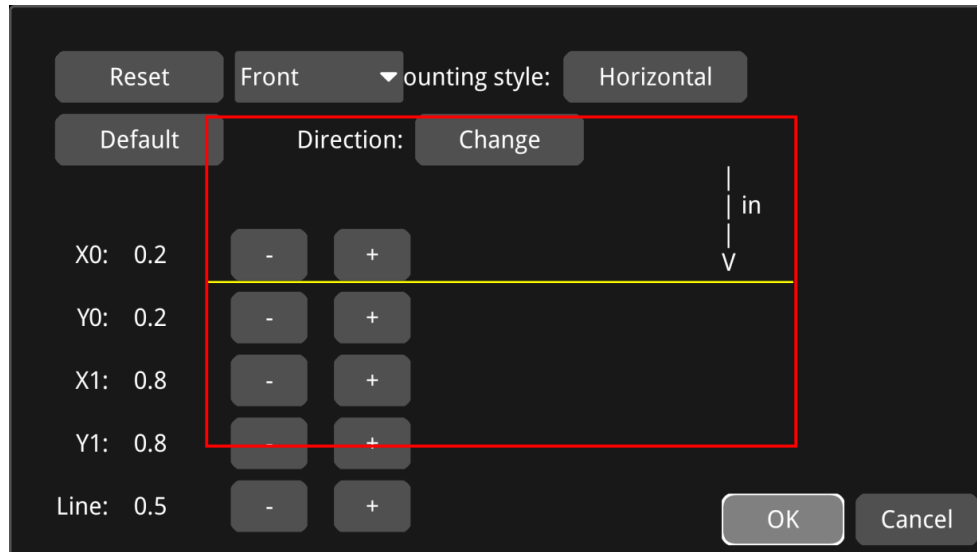 Reset Front ounting style: Horizontal
Default Direction: Change
| 
| in
|
V
X0: 0.2 - +
Y0: 0.2 - +
X1: 0.8 - +
Y1: 0.8 - +
Line: 0.5 - +
OK Cancel